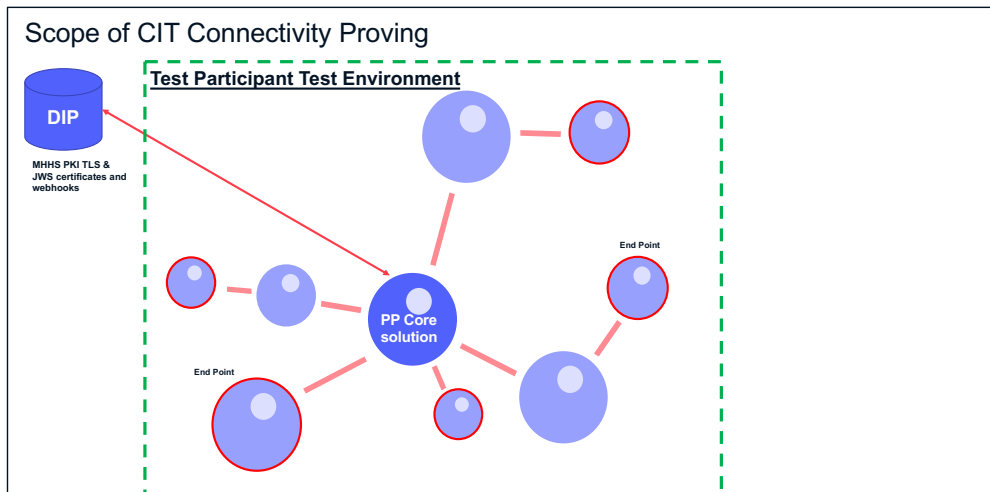 Scope of CIT Connectivity Proving
Test Participant Test Environment
DIP
MHHS PKI TLS &
JWS certificates and
webhooks
End Point
PP Core
solution
End Point